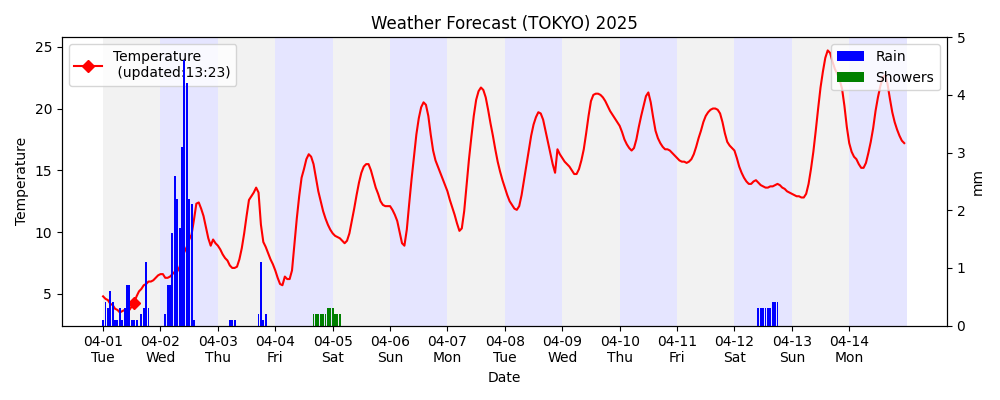 Weather Forecast (TOKYO) 2025
Temperature
(updated:13:23)
Rain
Showers
25
20
15
10
5
Temperature
5
4
3
2
1
0
mm
04-01 04-02 04-03 04-04 04-05 04-06 04-07 04-08 04-09 04-10 04-11 04-12 04-13 04-14
Tue Wed Thu Fri Sat Sun Mon Tue Wed Thu Fri Sat Sun Mon
Date